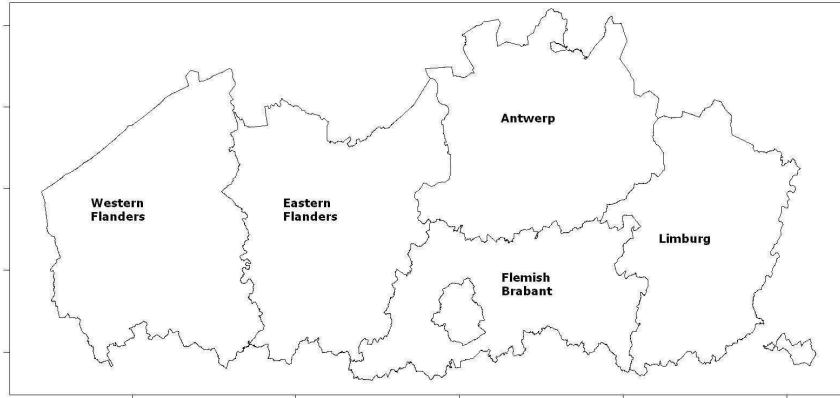 Antwerp
Western
Flanders
Eastern
Flanders
Limburg
Flemish
Brabant